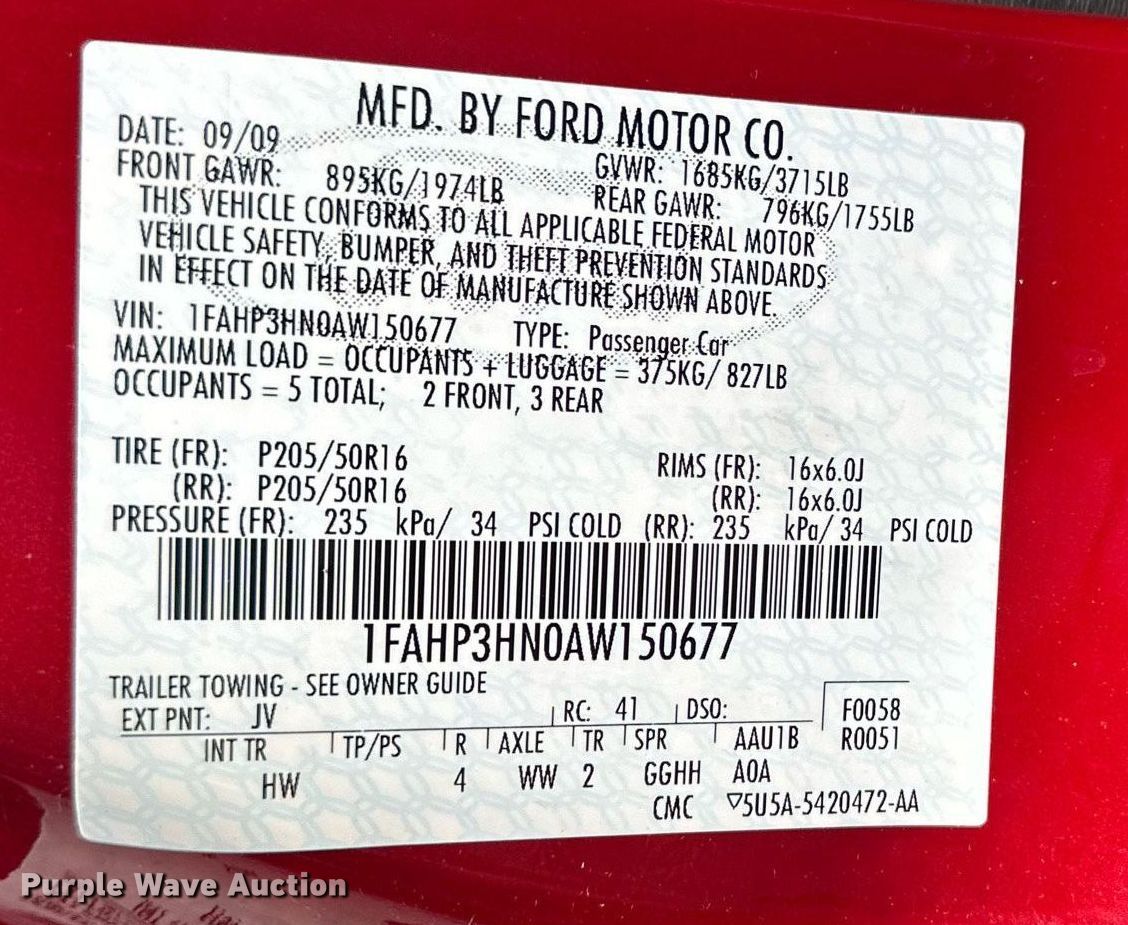 MFD. BY FORD MOTOR CO.
DATE: 09/09
GVWR: 1685KG/3715LB
FRONT GAWR: 895KG/1974LB
REAR GAWR: 796KG/1755LB
THIS VEHICLE CONFORMS TO ALL APPLICABLE FEDERAL MOTOR
VEHICLE SAFETY, BUMPER, AND THEFT PREVENTION STANDARDS
IN EFFECT ON THE DATE OF MANUFACTURE SHOWN ABOVE.
VIN: 1FAHP3HN0AW150677 TYPE: Passenger Car
MAXIMUM LOAD = OCCUPANTS + LUGGAGE = 375KG/ 827LB
OCCUPANTS = 5 TOTAL; 2 FRONT, 3 REAR
TIRE (FR): P205/50R16 RIMS (FR): 16x6.0J
(RR): P205/50R16 (RR): 16x6.0J
PRESSURE (FR): 235 kPa/ 34 PSI COLD (RR): 235 kPa/ 34 PSI COLD
1FAHP3HN0AW150677
TRAILER TOWING - SEE OWNER GUIDE
EXT PNT: JV RC: 41 DSO: F0058
INT TR TP/PS R AXLE TR SPR AAU1B R0051
HW 4 WW 2 GGHH A0A
CMC ▽5U5A-5420472-AA
Purple Wave Auction